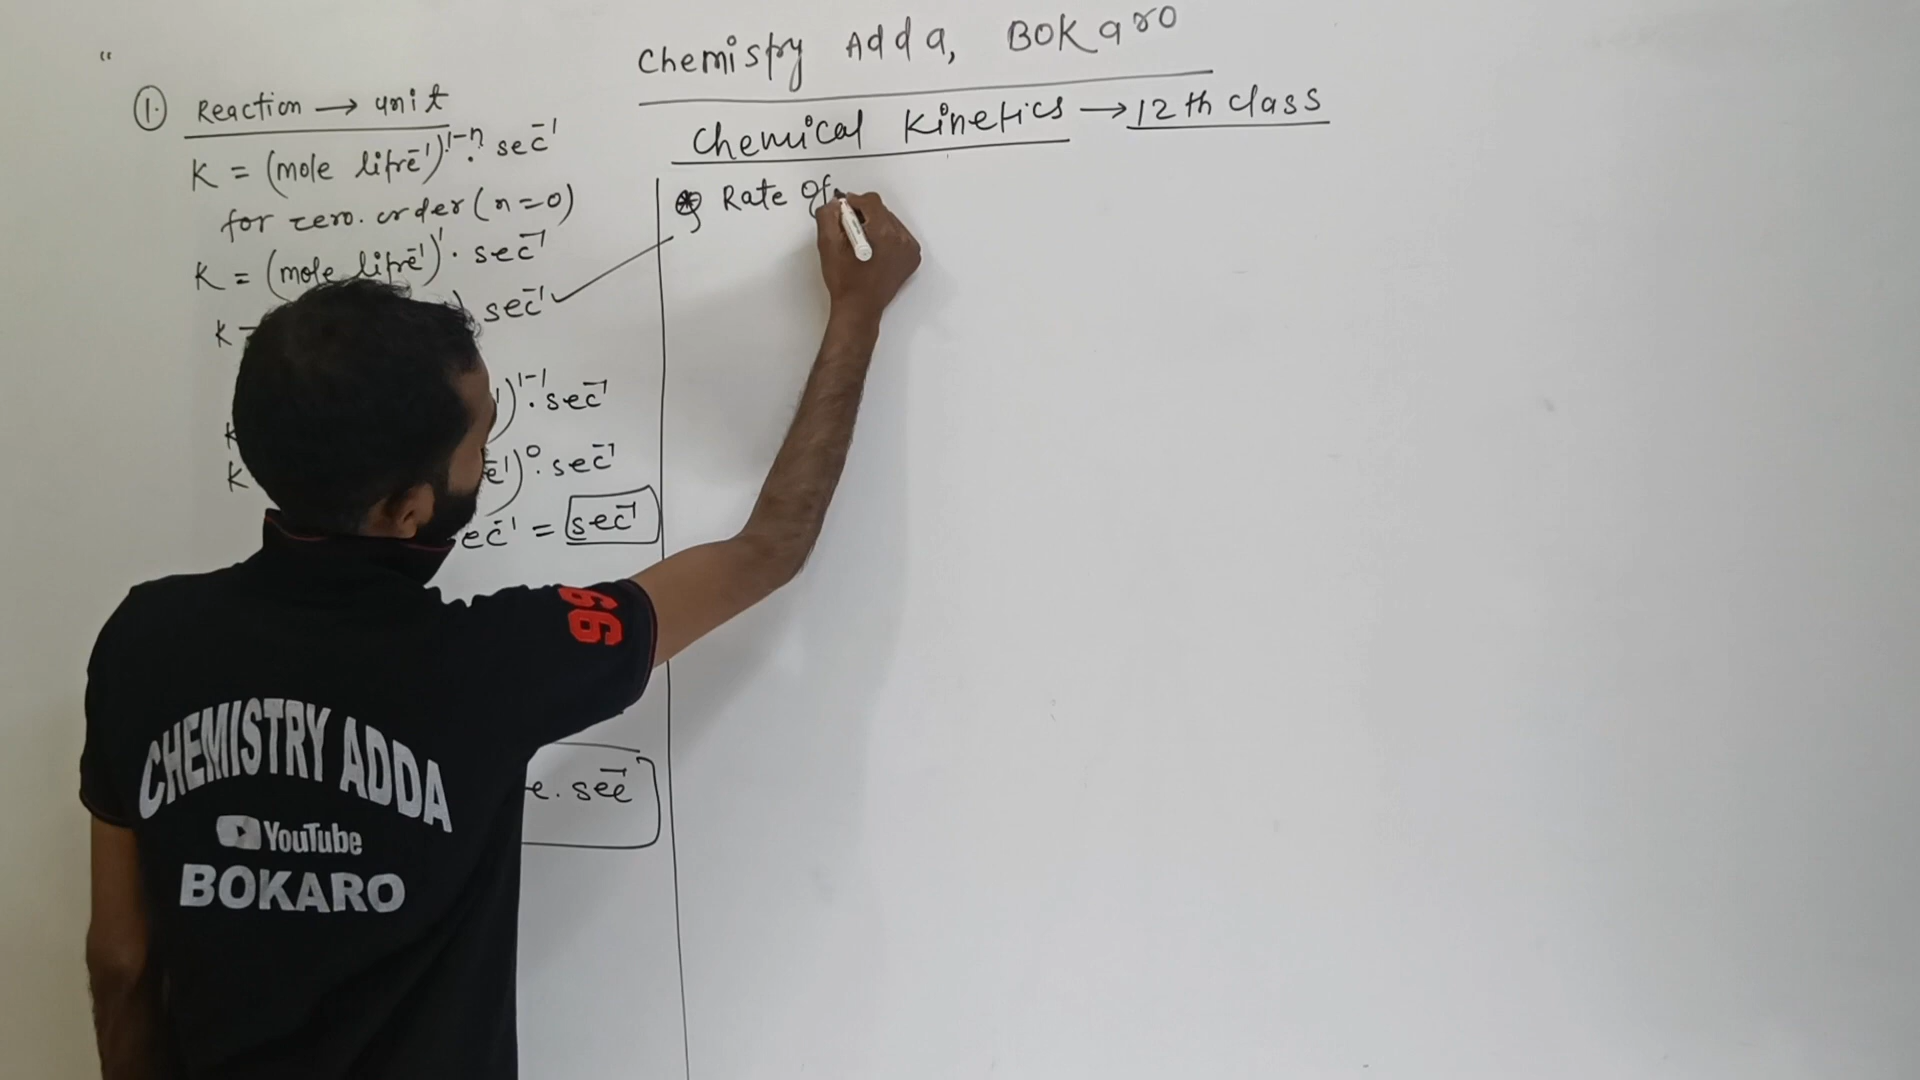 Chemistry Adda, BOKaro
Chemical Kinetics → 12th class
① Reaction → unit
K = (mole litre⁻¹)¹⁻ⁿ. sec⁻¹
for zero. order (n=0)
K = (mole litre⁻¹)¹. sec⁻¹
K = sec⁻¹
)¹⁻¹. sec⁻¹
K
K e⁻¹)⁰. sec⁻¹
ec⁻¹ = sec⁻¹
e. sec⁻¹
Rate of
99
CHEMISTRY ADDA
YouTube
BOKARO